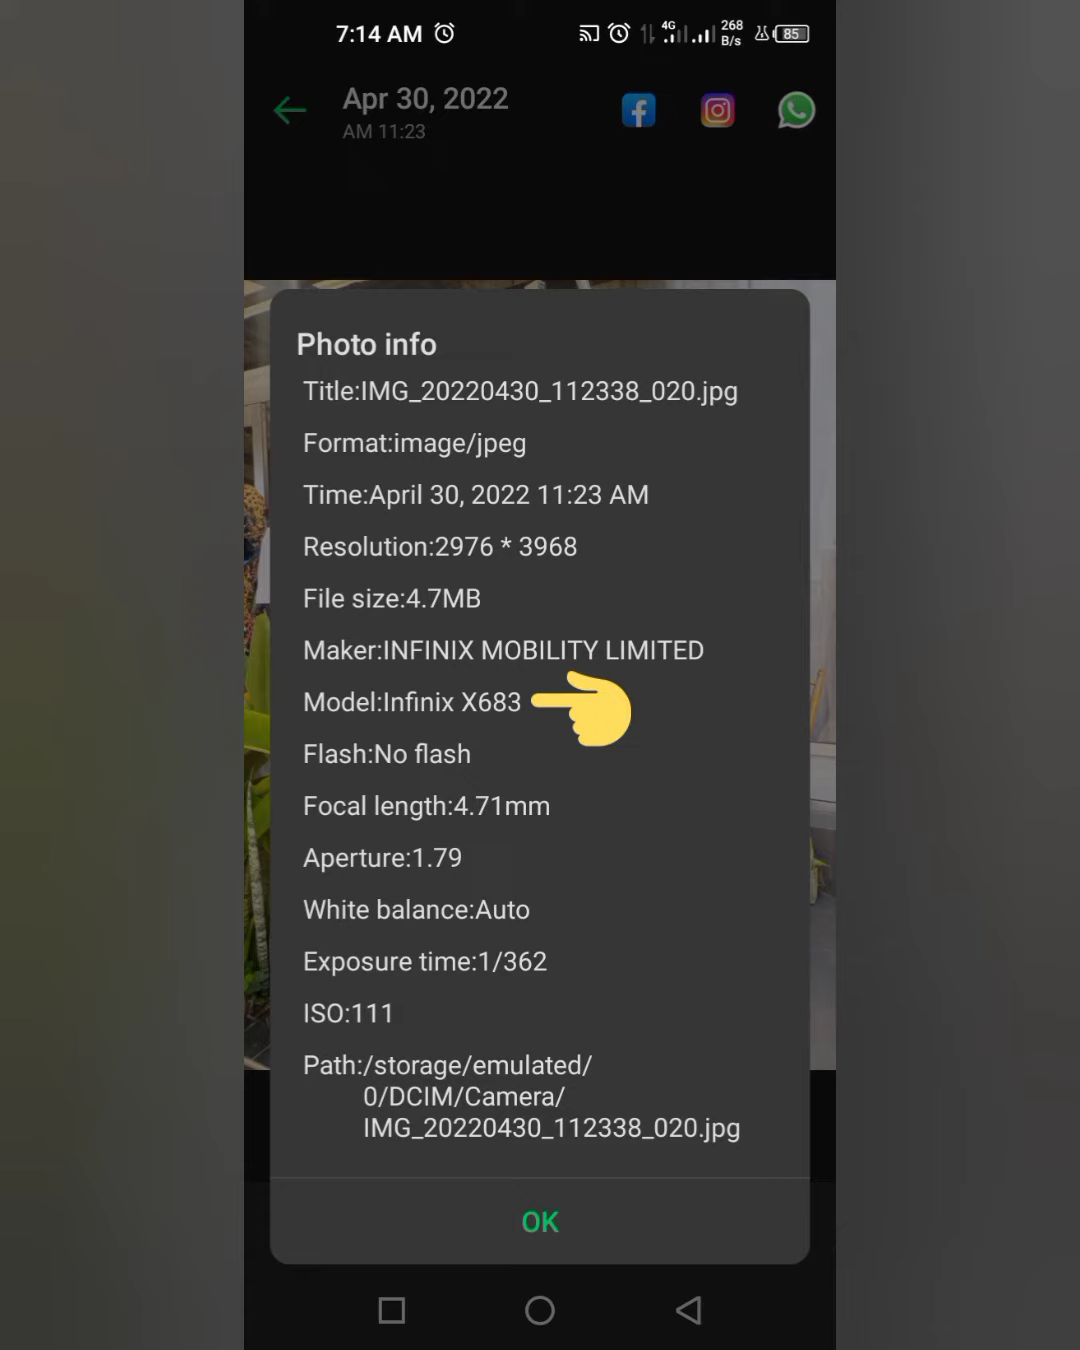 7:14 AM
4G
268
B/s
85
Apr 30, 2022
AM 11:23
Photo info
Title:IMG_20220430_112338_020.jpg
Format:image/jpeg
Time:April 30, 2022 11:23 AM
Resolution:2976 * 3968
File size:4.7MB
Maker:INFINIX MOBILITY LIMITED
Model:Infinix X683
Flash:No flash
Focal length:4.71mm
Aperture:1.79
White balance:Auto
Exposure time:1/362
ISO:111
Path:/storage/emulated/
0/DCIM/Camera/
IMG_20220430_112338_020.jpg
OK